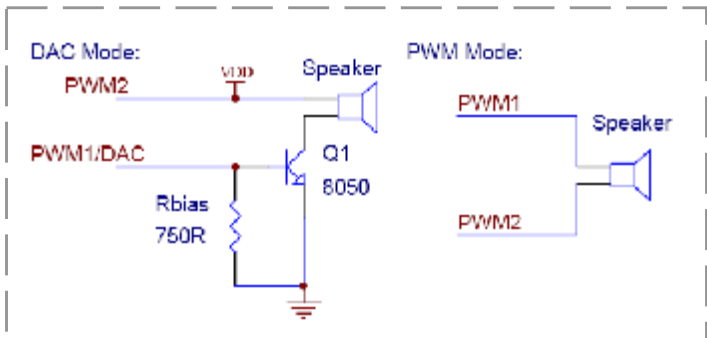 DAC Mode:
PWM2
VDD
Speaker
PWM1/DAC
Q1
8050
Rbias
750R
PWM Mode:
PWM1
Speaker
PWM2